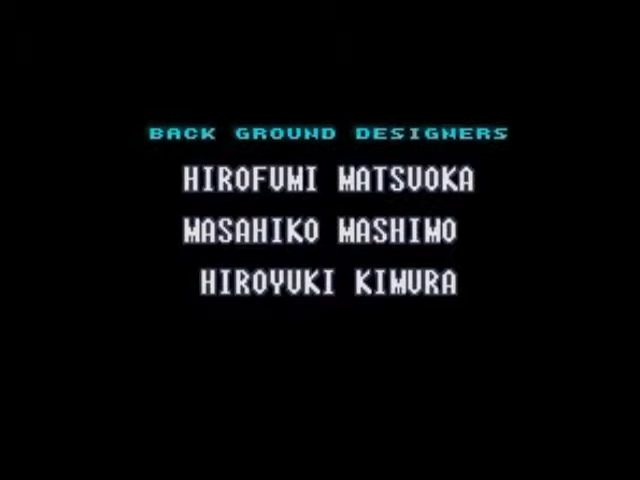 BACK GROUND DESIGNERS
HIROFUMI MATSUOKA
MASAHIKO MASHIMO
HIROYUKI KIMURA